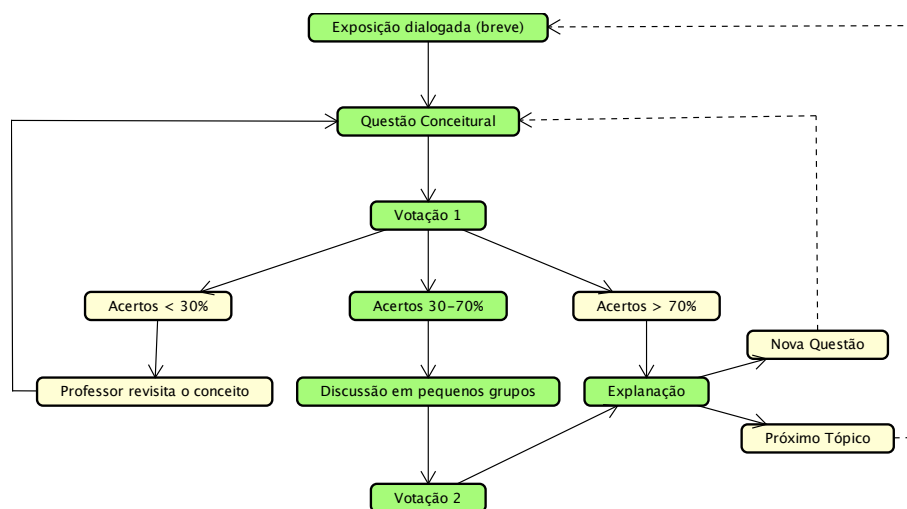 Exposição dialogada (breve)
Questão Conceitural
Votação 1
Acertos < 30%
Acertos 30-70%
Acertos > 70%
Nova Questão
Professor revisita o conceito
Discussão em pequenos grupos
Explanação
Próximo Tópico
Votação 2